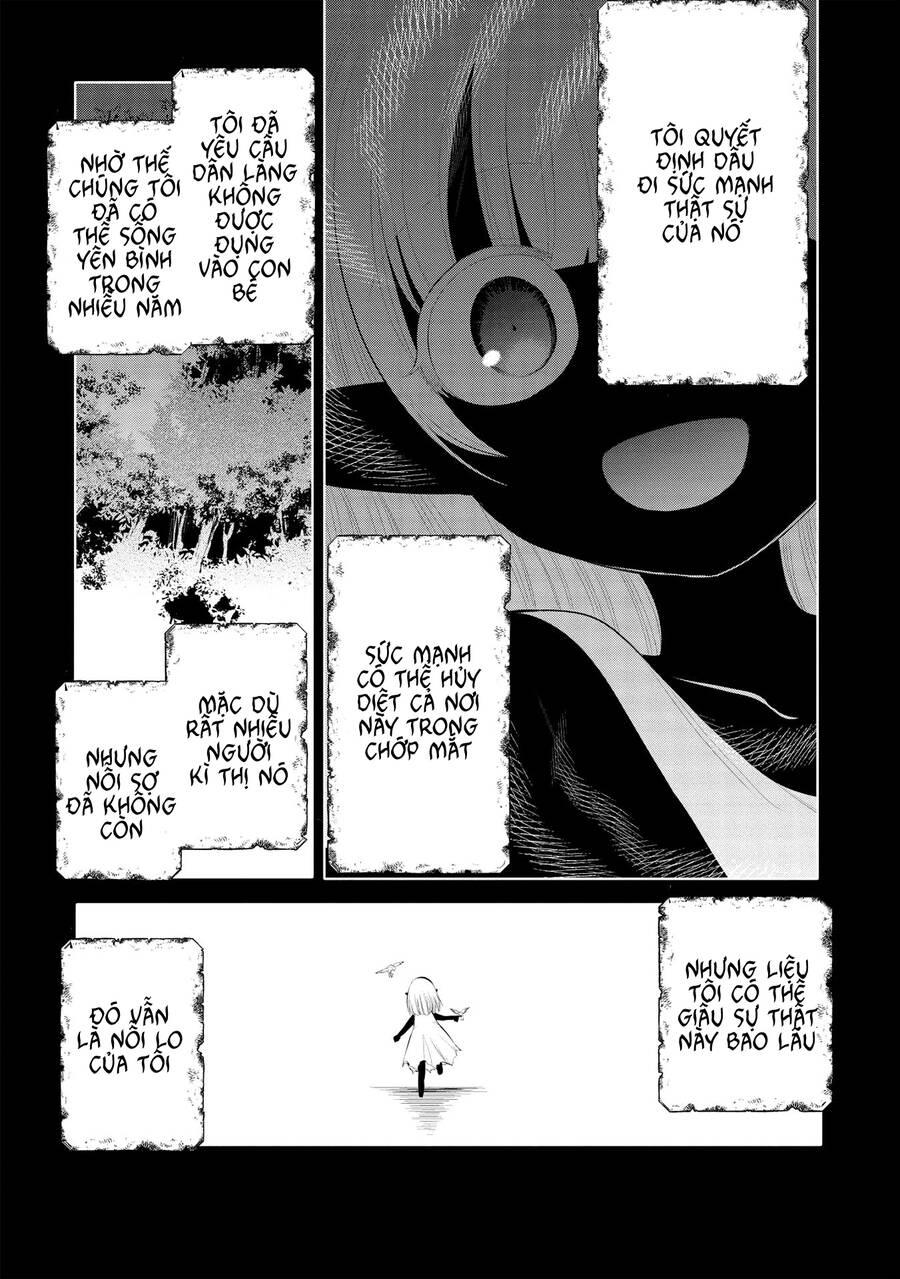 TÔI QUYẾT
ĐỊNH DẤU
ĐI SỨC MẠNH
THẬT SỰ
CỦA NÓ
SỨC MẠNH
CÓ THỂ HỦY
DIỆT CẢ NƠI
NÀY TRONG
CHỚP MẮT
TÔI ĐÃ
YÊU CẦU
DÂN LÀNG
KHÔNG
ĐƯỢC
ĐỤNG
VÀO CON
BÉ
NHỜ THẾ
CHÚNG TÔI
ĐÃ CÓ
THỂ SỐNG
YÊN BÌNH
TRONG
NHIỀU NĂM
MẶC DÙ
RẤT NHIỀU
NGƯỜI
KÌ THỊ NÓ
NHƯNG
NỖI SỢ
ĐÃ KHÔNG
CÒN
NHƯNG LIỆU
TÔI CÓ THỂ
GIẤU SỰ THẬT
NÀY BAO LÂU
ĐÓ VẪN
LÀ NỖI LO
CỦA TÔI